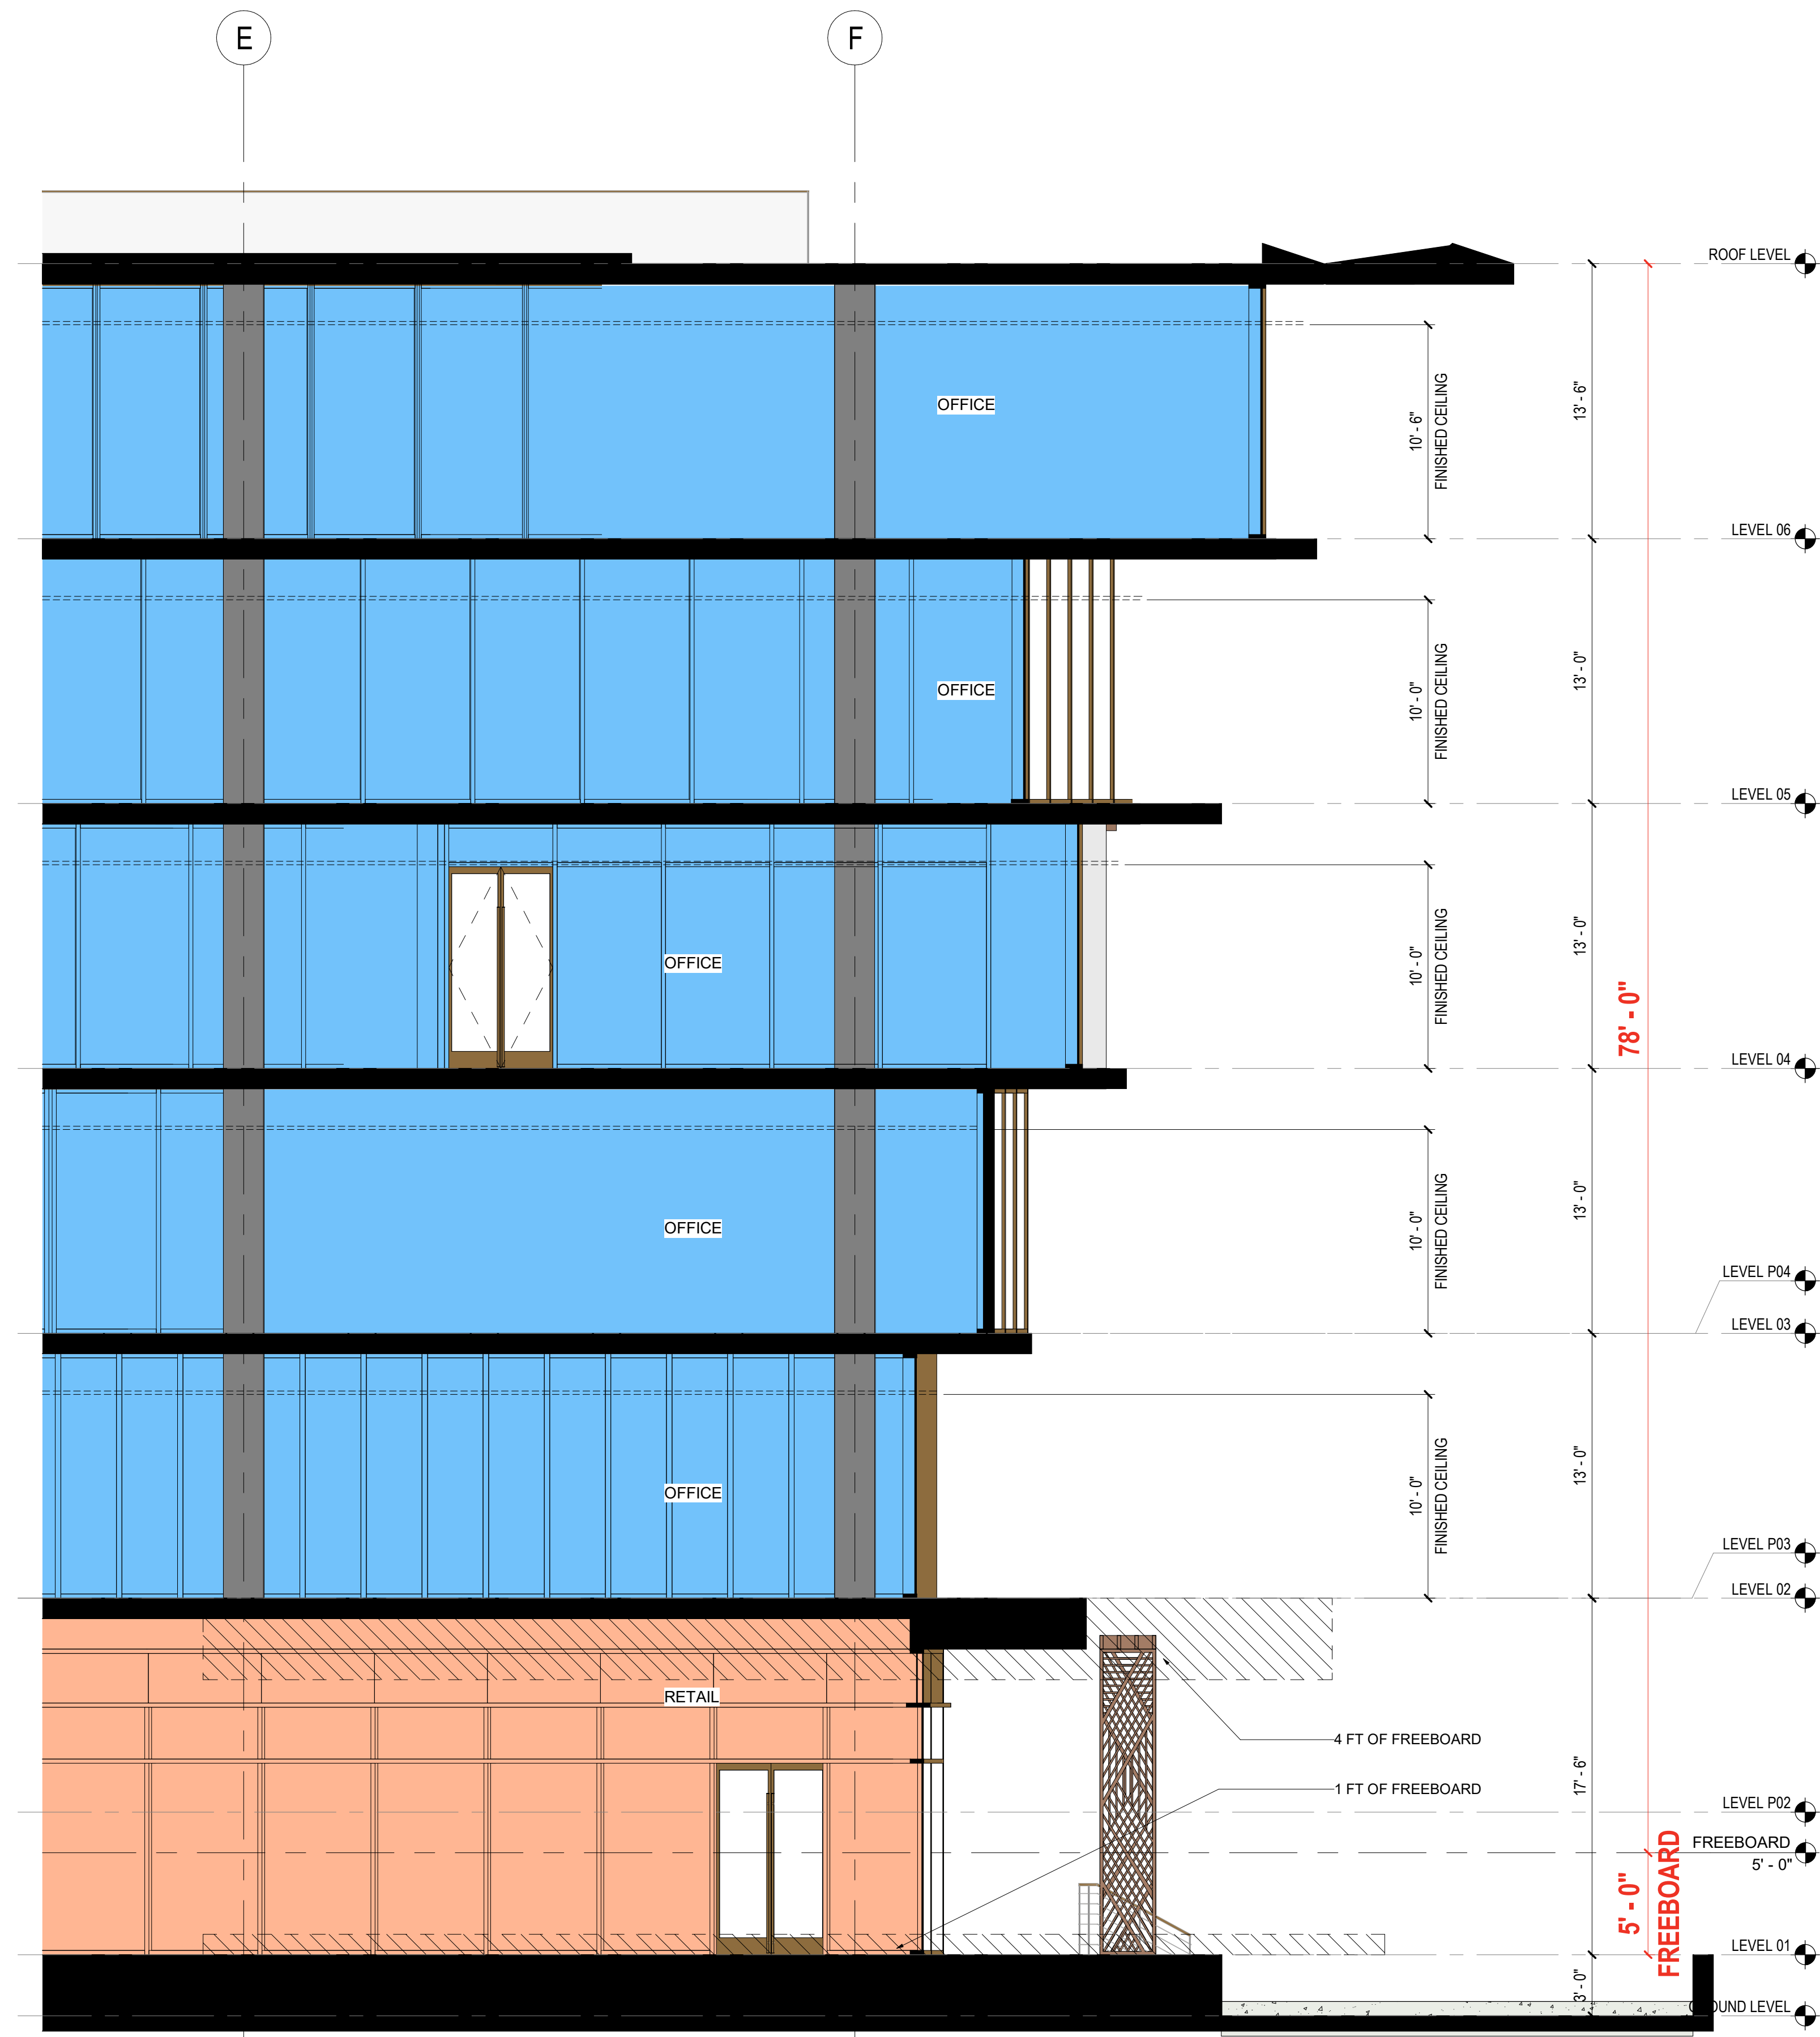 E
F
ROOF LEVEL
OFFICE
10' - 6"
FINISHED CEILING
13' - 6"
LEVEL 06
OFFICE
10' - 0"
FINISHED CEILING
13' - 0"
LEVEL 05
OFFICE
10' - 0"
FINISHED CEILING
13' - 0"
78' - 0"
LEVEL 04
OFFICE
10' - 0"
FINISHED CEILING
13' - 0"
LEVEL P04
LEVEL 03
OFFICE
10' - 0"
FINISHED CEILING
13' - 0"
LEVEL P03
LEVEL 02
RETAIL
4 FT OF FREEBOARD
1 FT OF FREEBOARD
17' - 6"
LEVEL P02
FREEBOARD
5' - 0"
5' - 0"
FREEBOARD
LEVEL 01
3' - 0"
LEVEL